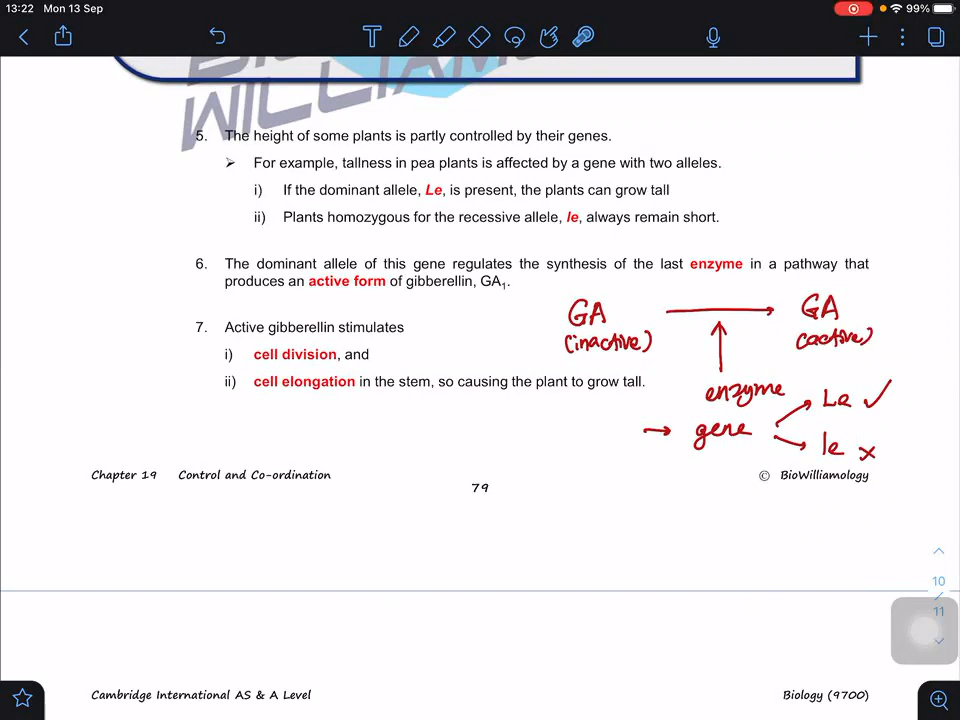 13:22 Mon 13 Sep
99%
WILLIAM
5. The height of some plants is partly controlled by their genes.
➤ For example, tallness in pea plants is affected by a gene with two alleles.
i) If the dominant allele, Le, is present, the plants can grow tall
ii) Plants homozygous for the recessive allele, le, always remain short.
6. The dominant allele of this gene regulates the synthesis of the last enzyme in a pathway that
produces an active form of gibberellin, GA1.
7. Active gibberellin stimulates
i) cell division, and
ii) cell elongation in the stem, so causing the plant to grow tall.
GA → GA
(inactive) (active)
enzyme
→ gene
Le ✓
le ×
Chapter 19 Control and Co-ordination
79
© BioWilliamology
10
/
11
Cambridge International AS & A Level Biology (9700)